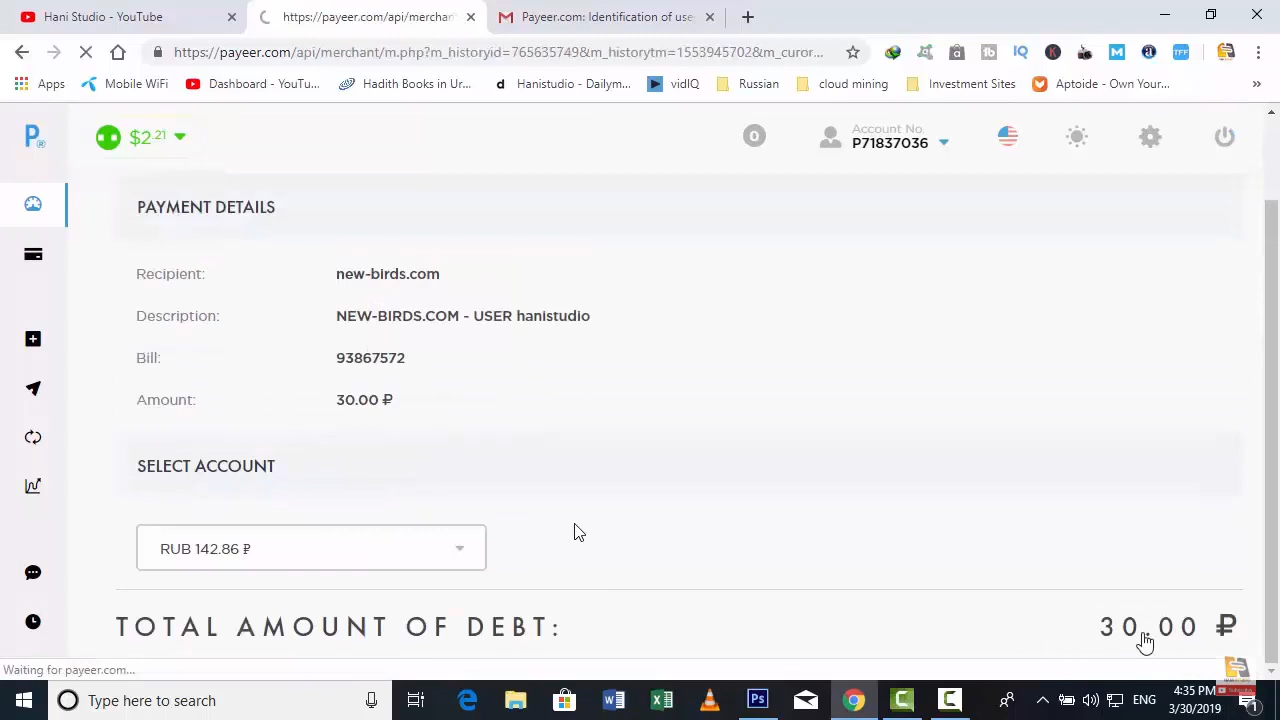 Hani Studio - YouTube
https://payeer.com/api/merchan
Payeer.com: Identification of use
https://payeer.com/api/merchant/m.php?m_historyid=765635749&m_historytm=1553945702&m_curor...
Apps
Mobile WiFi
Dashboard - YouTu...
Hadith Books in Ur...
Hanistudio - Dailym...
vidIQ
Russian
cloud mining
Investment Sites
Aptoide - Own Your...
»
$2.21
0
Account No.
P71837036
PAYMENT DETAILS
Recipient: new-birds.com
Description: NEW-BIRDS.COM - USER hanistudio
Bill: 93867572
Amount: 30.00 ₽
SELECT ACCOUNT
RUB 142.86 ₽
TOTAL AMOUNT OF DEBT: 30.00 ₽
Waiting for payeer.com...
Type here to search
ENG
4:35 PM
3/30/2019